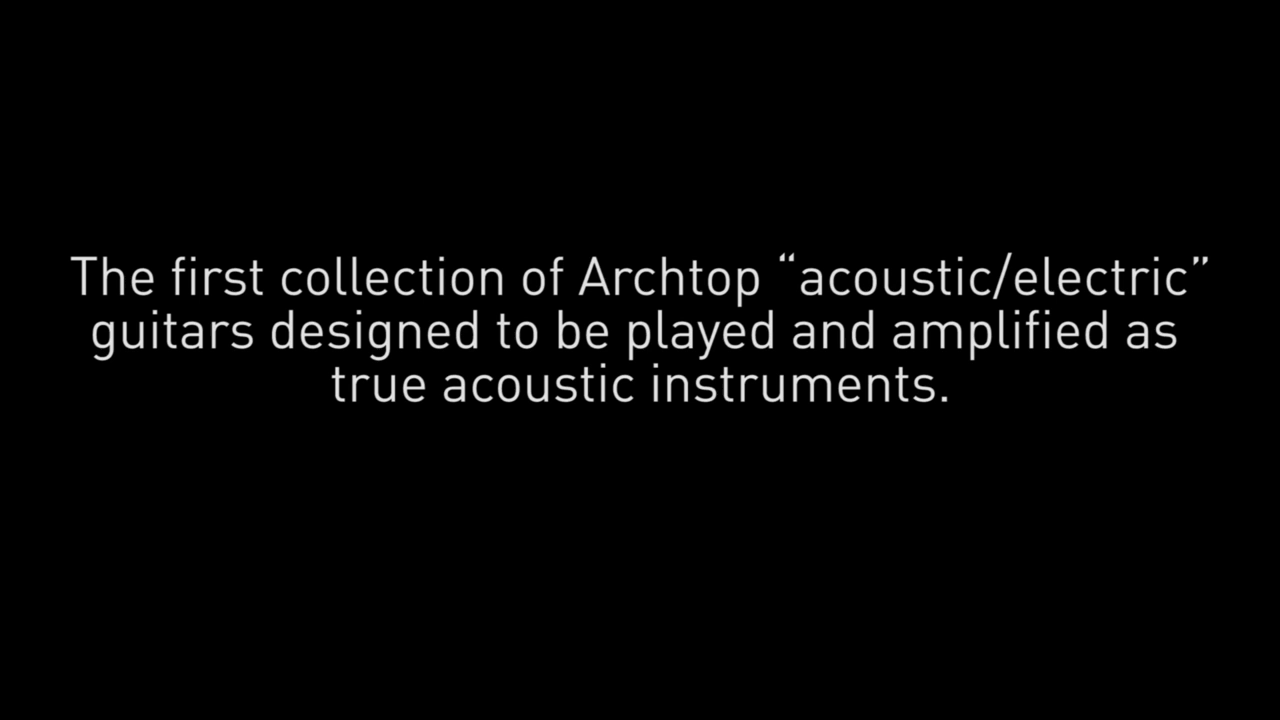 The first collection of Archtop “acoustic/electric”
guitars designed to be played and amplified as
true acoustic instruments.